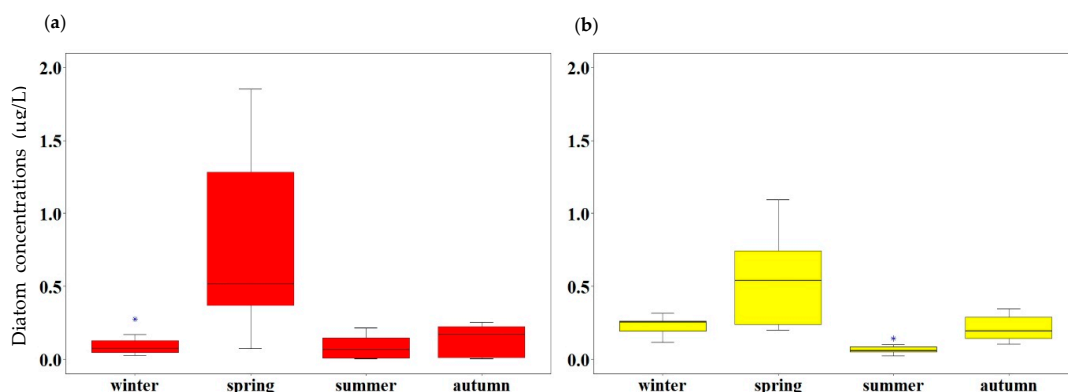 (a)
Diatom concentrations (µg/L)
2.0
1.5
1.0
0.5
0.0
winter spring summer autumn
(b)
2.0
1.5
1.0
0.5
0.0
winter spring summer autumn